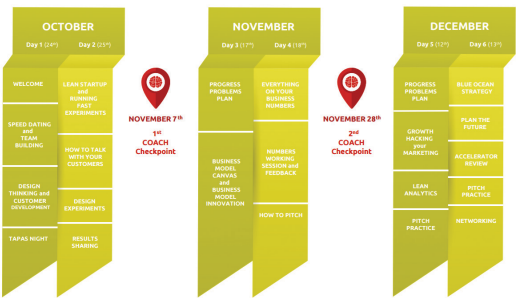 OCTOBER
Day 1 (24th) Day 2 (25th)
WELCOME
SPEED DATING
and
TEAM
BUILDING
DESIGN
THINKING and
CUSTOMER
DEVELOPMENT
TAPAS NIGHT
LEAN STARTUP
and
RUNNING
FAST
EXPERIMENTS
HOW TO TALK
WITH YOUR
CUSTOMERS
DESIGN
EXPERIMENTS
RESULTS
SHARING
NOVEMBER 7th
1st
COACH
Checkpoint
NOVEMBER
Day 3 (17th) Day 4 (18th)
PROGRESS
PROBLEMS
PLAN
BUSINESS
MODEL
CANVAS
and
BUSINESS
MODEL
INNOVATION
EVERYTHING
ON YOUR
BUSINESS
NUMBERS
NUMBERS
WORKING
SESSION and
FEEDBACK
HOW TO PITCH
NOVEMBER 28th
2nd
COACH
Checkpoint
DECEMBER
Day 5 (12th) Day 6 (13th)
PROGRESS
PROBLEMS
PLAN
GROWTH
HACKING
your
MARKETING
LEAN
ANALYTICS
PITCH
PRACTICE
BLUE OCEAN
STRATEGY
PLAN THE
FUTURE
ACCELERATOR
REVIEW
PITCH
PRACTICE
NETWORKING